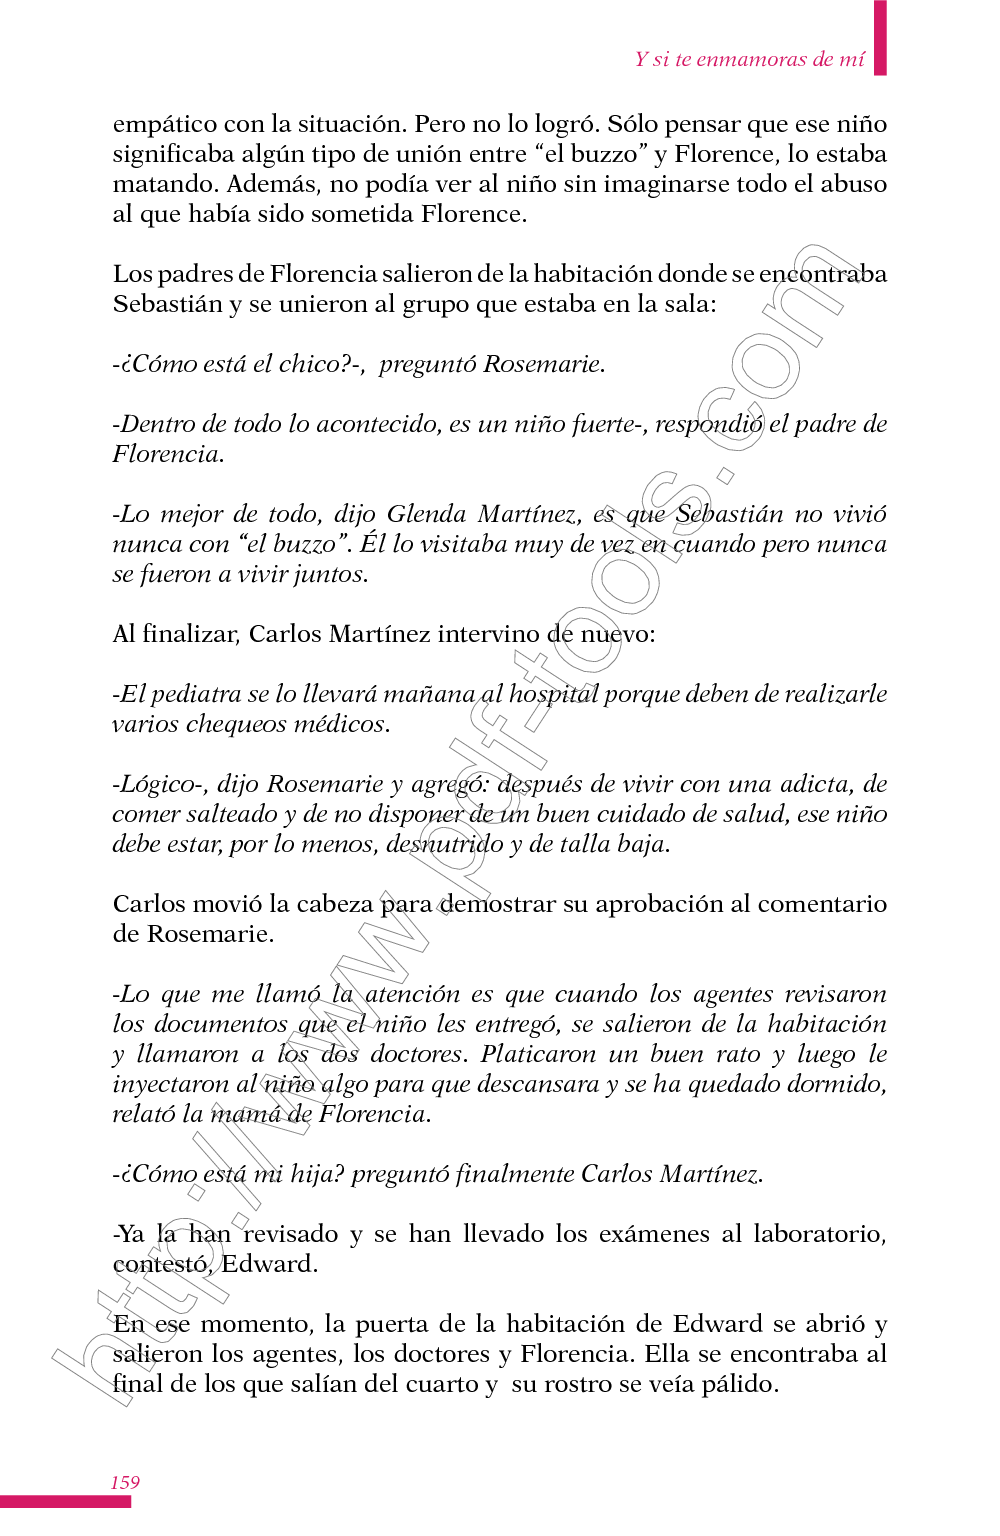 Y si te enmamoras de mí
empático con la situación. Pero no lo logró. Sólo pensar que ese niño
significaba algún tipo de unión entre “el buzzo” y Florence, lo estaba
matando. Además, no podía ver al niño sin imaginarse todo el abuso
al que había sido sometida Florence.
Los padres de Florencia salieron de la habitación donde se encontraba
Sebastián y se unieron al grupo que estaba en la sala:
-¿Cómo está el chico?-,  preguntó Rosemarie.
-Dentro de todo lo acontecido, es un niño fuerte-, respondió el padre de
Florencia.
-Lo mejor de todo, dijo Glenda Martínez, es que Sebastián no vivió
nunca con “el buzzo”. Él lo visitaba muy de vez en cuando pero nunca
se fueron a vivir juntos.
Al finalizar, Carlos Martínez intervino de nuevo:
-El pediatra se lo llevará mañana al hospital porque deben de realizarle
varios chequeos médicos.
-Lógico-, dijo Rosemarie y agregó: después de vivir con una adicta, de
comer salteado y de no disponer de un buen cuidado de salud, ese niño
debe estar, por lo menos, desnutrido y de talla baja.
Carlos movió la cabeza para demostrar su aprobación al comentario
de Rosemarie.
-Lo que me llamó la atención es que cuando los agentes revisaron
los documentos que el niño les entregó, se salieron de la habitación
y llamaron a los dos doctores. Platicaron un buen rato y luego le
inyectaron al niño algo para que descansara y se ha quedado dormido,
relató la mamá de Florencia.
-¿Cómo está mi hija? preguntó finalmente Carlos Martínez.
-Ya la han revisado y se han llevado los exámenes al laboratorio,
contestó, Edward.
En ese momento, la puerta de la habitación de Edward se abrió y
salieron los agentes, los doctores y Florencia. Ella se encontraba al
final de los que salían del cuarto y  su rostro se veía pálido.
159
http://www.pdf-tools.com